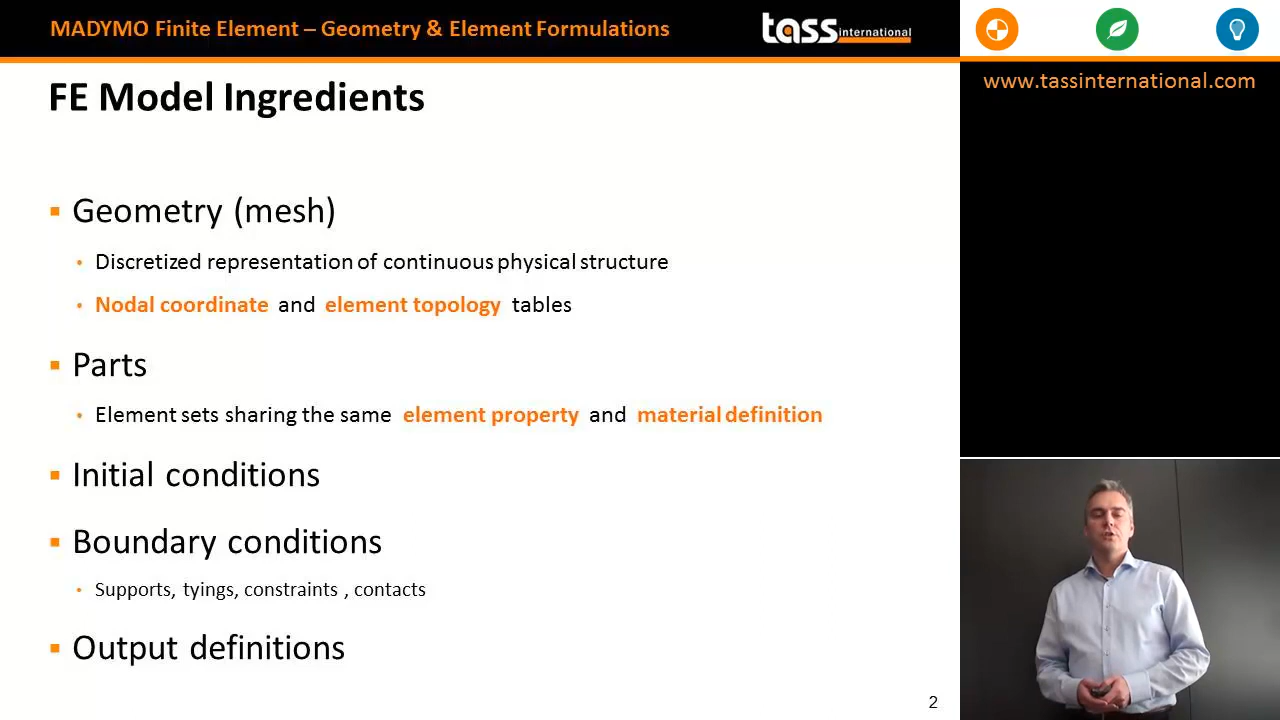 MADYMO Finite Element – Geometry & Element Formulations
tass international
www.tassinternational.com
FE Model Ingredients
Geometry (mesh)
Discretized representation of continuous physical structure
Nodal coordinate and element topology tables
Parts
Element sets sharing the same element property and material definition
Initial conditions
Boundary conditions
Supports, tyings, constraints , contacts
Output definitions
2